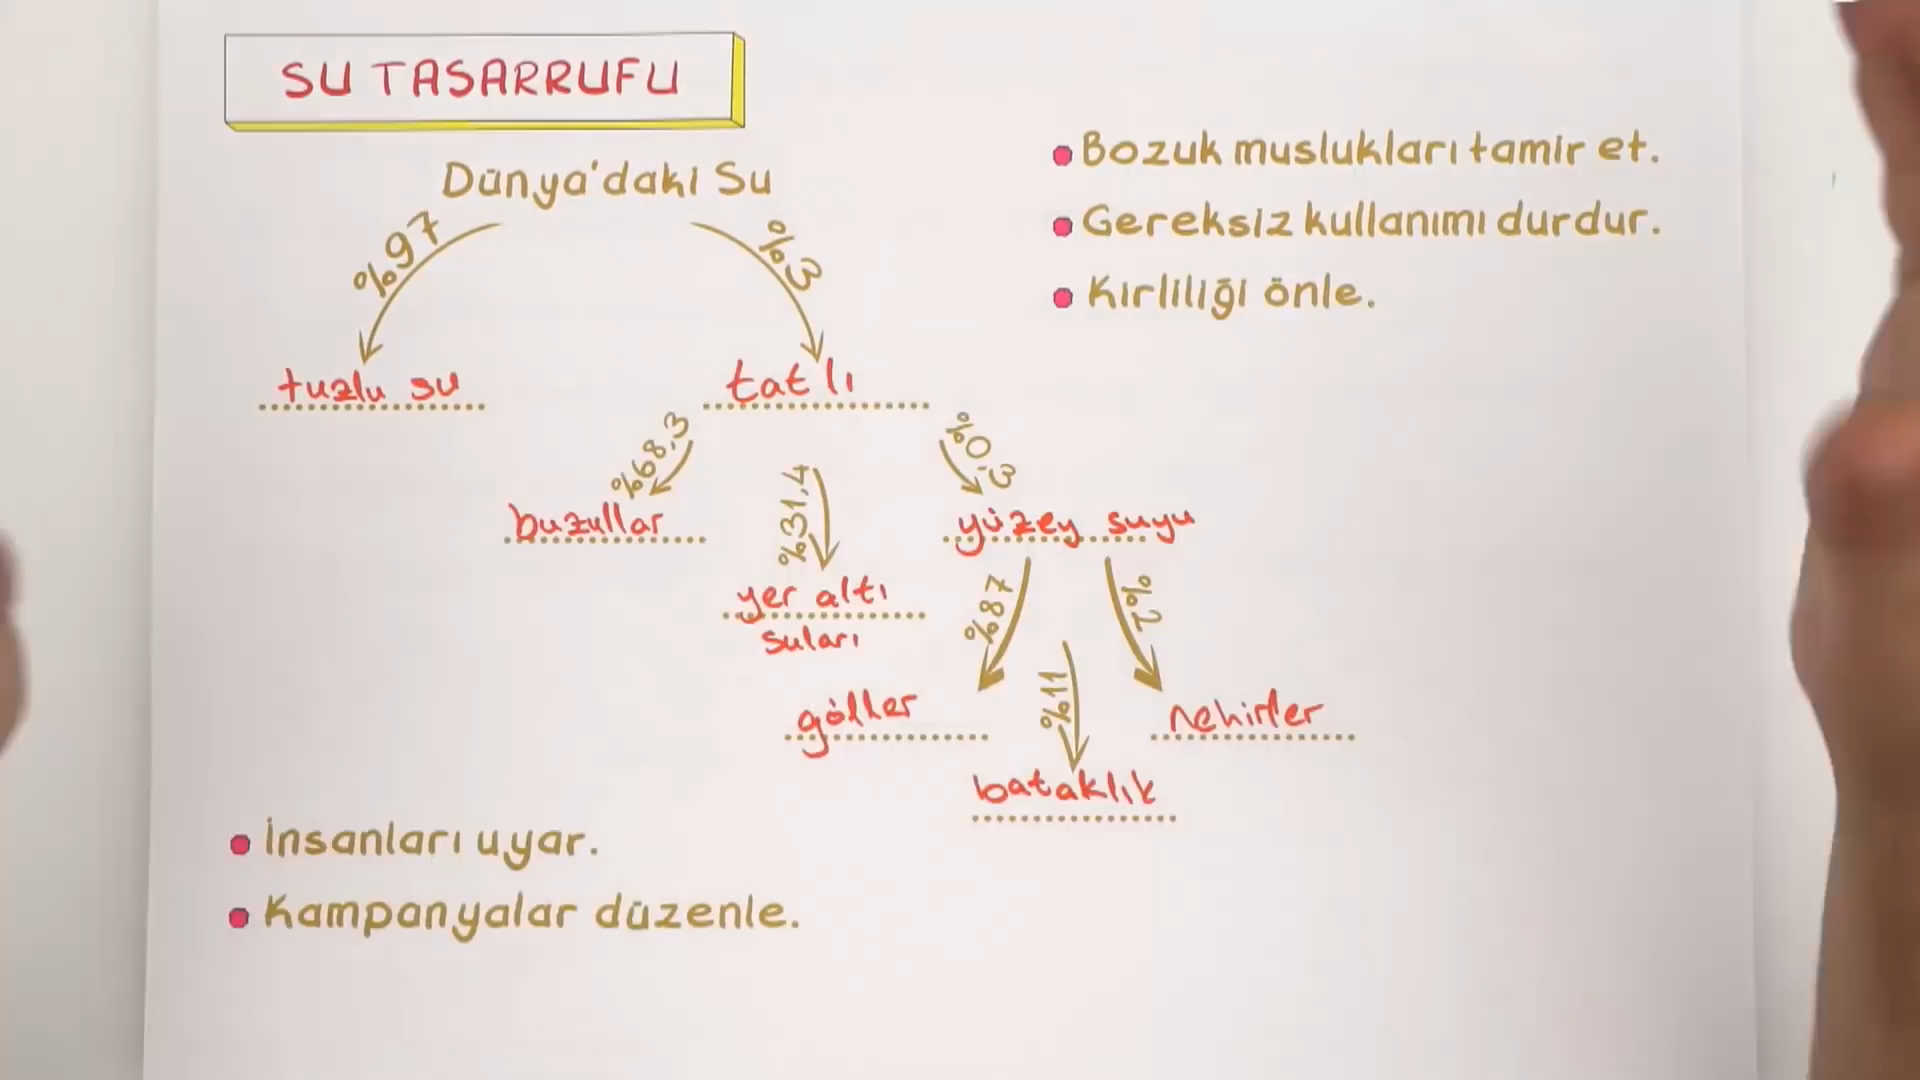 SU TASARRUFU
Dünya'daki Su
%97
%3
tuzlu su
tatlı
%68,3
%31,4
%0,3
buzullar
yer altı
suları
yüzey suyu
%87
%11
%2
göller
bataklık
nehirler
Bozuk muslukları tamir et.
Gereksiz kullanımı durdur.
Kirliliği önle.
İnsanları uyar.
Kampanyalar düzenle.